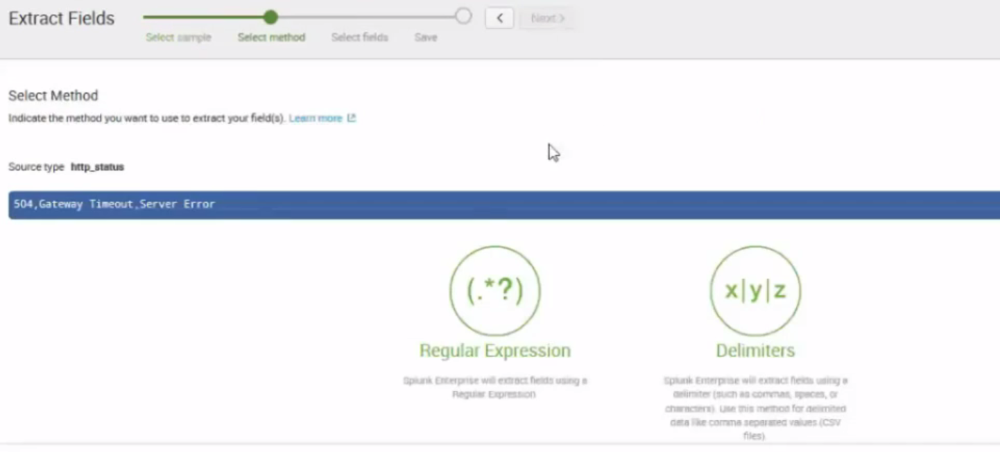 Extract Fields
Next >
Select sample
Select method
Select fields
Save
Select Method
Indicate the method you want to use to extract your field(s). Learn more
Source type http_status
504,Gateway Timeout,Server Error
(.*?)
x|y|z
Regular Expression
Delimiters
Splunk Enterprise will extract fields using a
Regular Expression
Splunk Enterprise will extract fields using a
delimiter (such as commas, spaces, or
characters). Use this method for delimited
data like comma separated values (CSV
files).